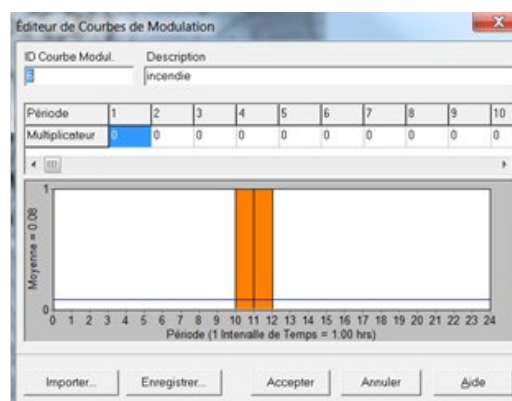 Éditeur de Courbes de Modulation
ID Courbe Modul. Description
6 incendie
Période 1 2 3 4 5 6 7 8 9 10
Multiplicateur 0 0 0 0 0 0 0 0 0 0
1
Moyenne = 0.08
0
0 1 2 3 4 5 6 7 8 9 10 11 12 13 14 15 16 17 18 19 20 21 22 23 24
Période (1 Intervalle de Temps = 1:00 hrs)
Importer... Enregistrer... Accepter Annuler Aide